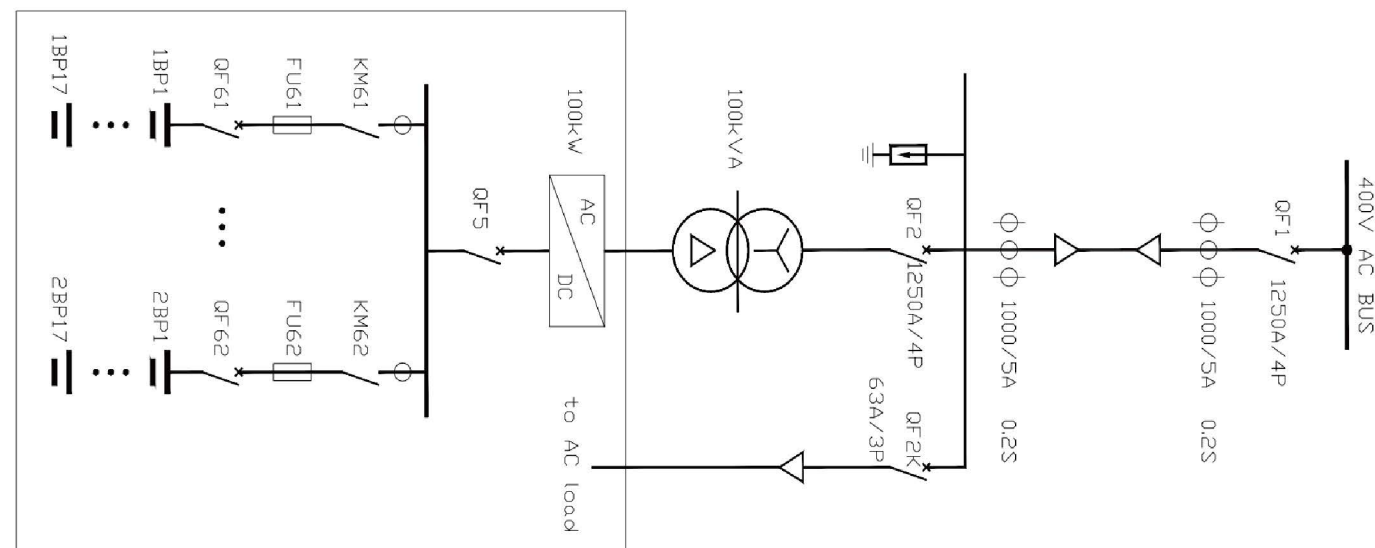 400V AC BUS
QF1
1250A/4P
1000/5A 0.2S
1000/5A 0.2S
QF2
1250A/4P
QF2K
63A/3P
100kVA
to AC load
100kW
AC
DC
QF5
KM61
FU61
QF61
1BP1
1BP17
KM62
FU62
QF62
2BP1
2BP17